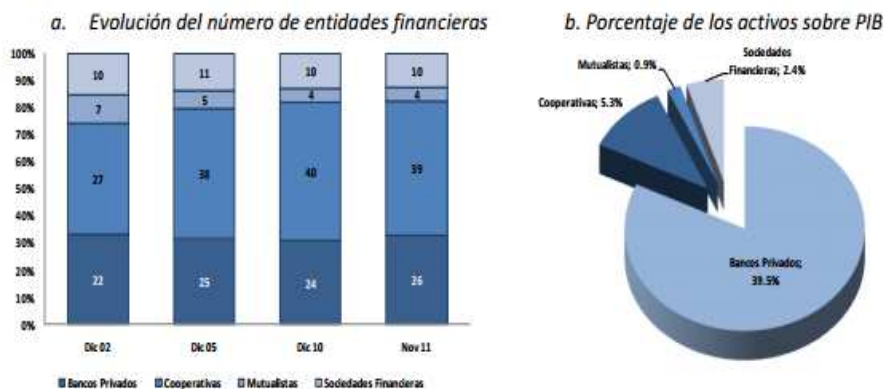 a. Evolución del número de entidades financieras
100%
90%
80%
70%
60%
50%
40%
30%
20%
10%
0%
10
7
27
22
11
5
38
25
10
4
40
24
10
4
39
26
Dic 02
Dic 05
Dic 10
Nov 11
Bancos Privados
Cooperativas
Mutualistas
Sociedades Financieras
b. Porcentaje de los activos sobre PIB
Sociedades
Financieras; 2.4%
Mutualistas; 0.9%
Cooperativas; 5.3%
Bancos Privados;
39.5%